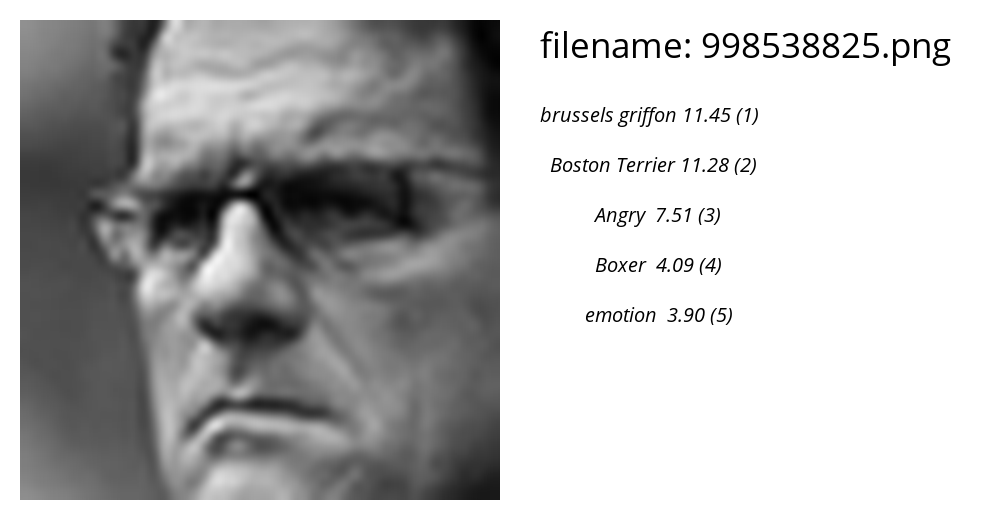 filename: 998538825.png
brussels griffon 11.45 (1)
Boston Terrier 11.28 (2)
Angry 7.51 (3)
Boxer 4.09 (4)
emotion 3.90 (5)